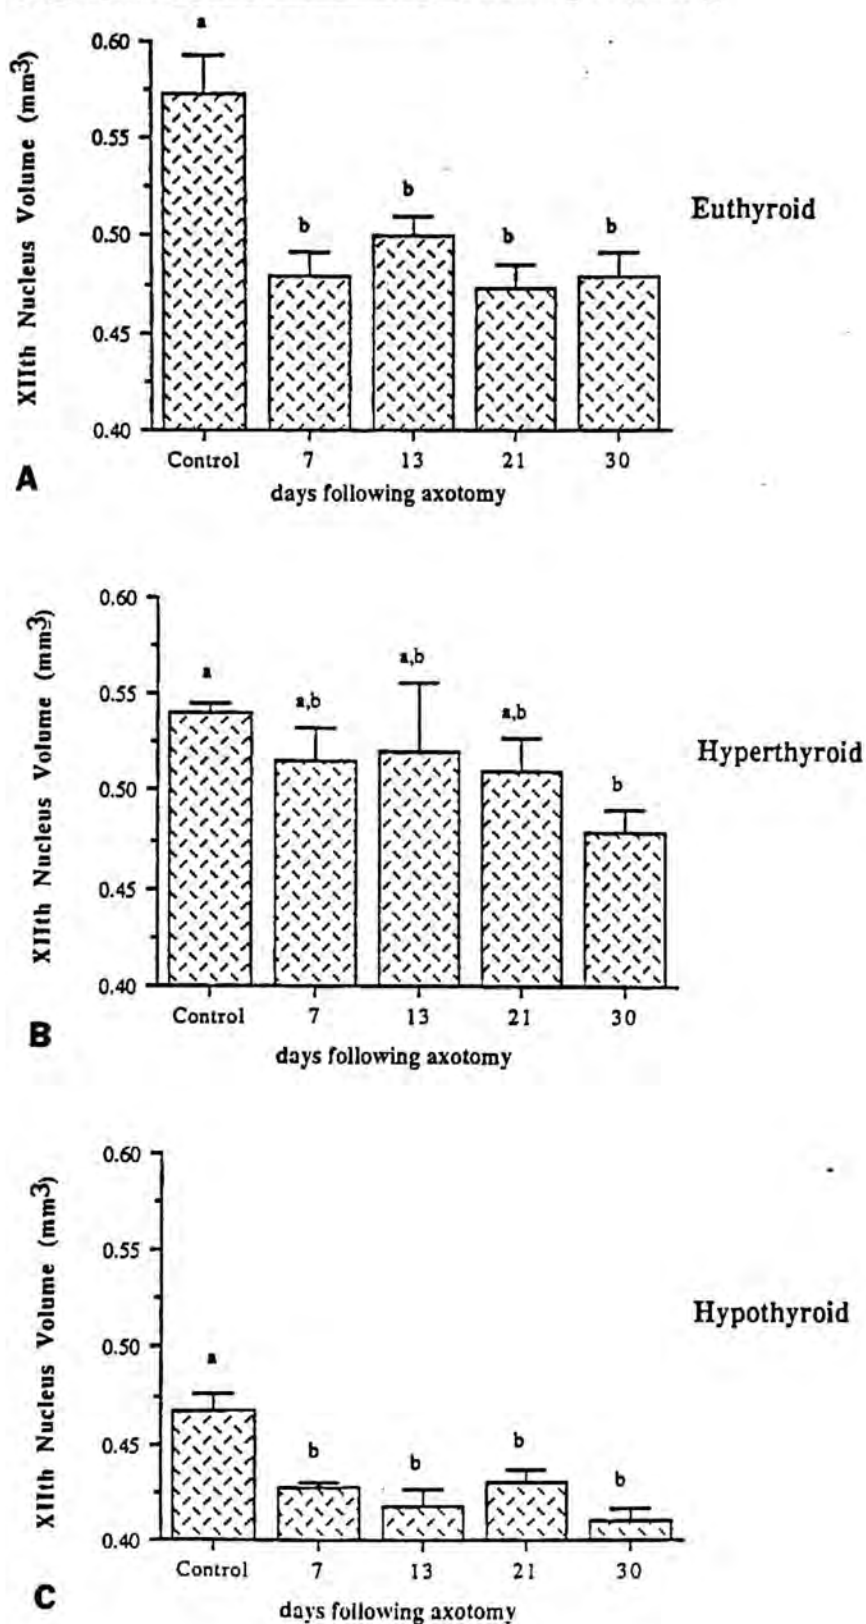 a
0.60
0.55
0.50
0.45
0.40
XIIth Nucleus Volume (mm3)
b
b
b
b
Euthyroid
Control 7 13 21 30
days following axotomy
A
0.60
0.55
0.50
0.45
0.40
XIIth Nucleus Volume (mm3)
a
a,b
a,b
a,b
b
Hyperthyroid
Control 7 13 21 30
days following axotomy
B
0.60
0.55
0.50
0.45
0.40
XIIth Nucleus Volume (mm3)
a
b
b
b
b
Hypothyroid
Control 7 13 21 30
days following axotomy
C